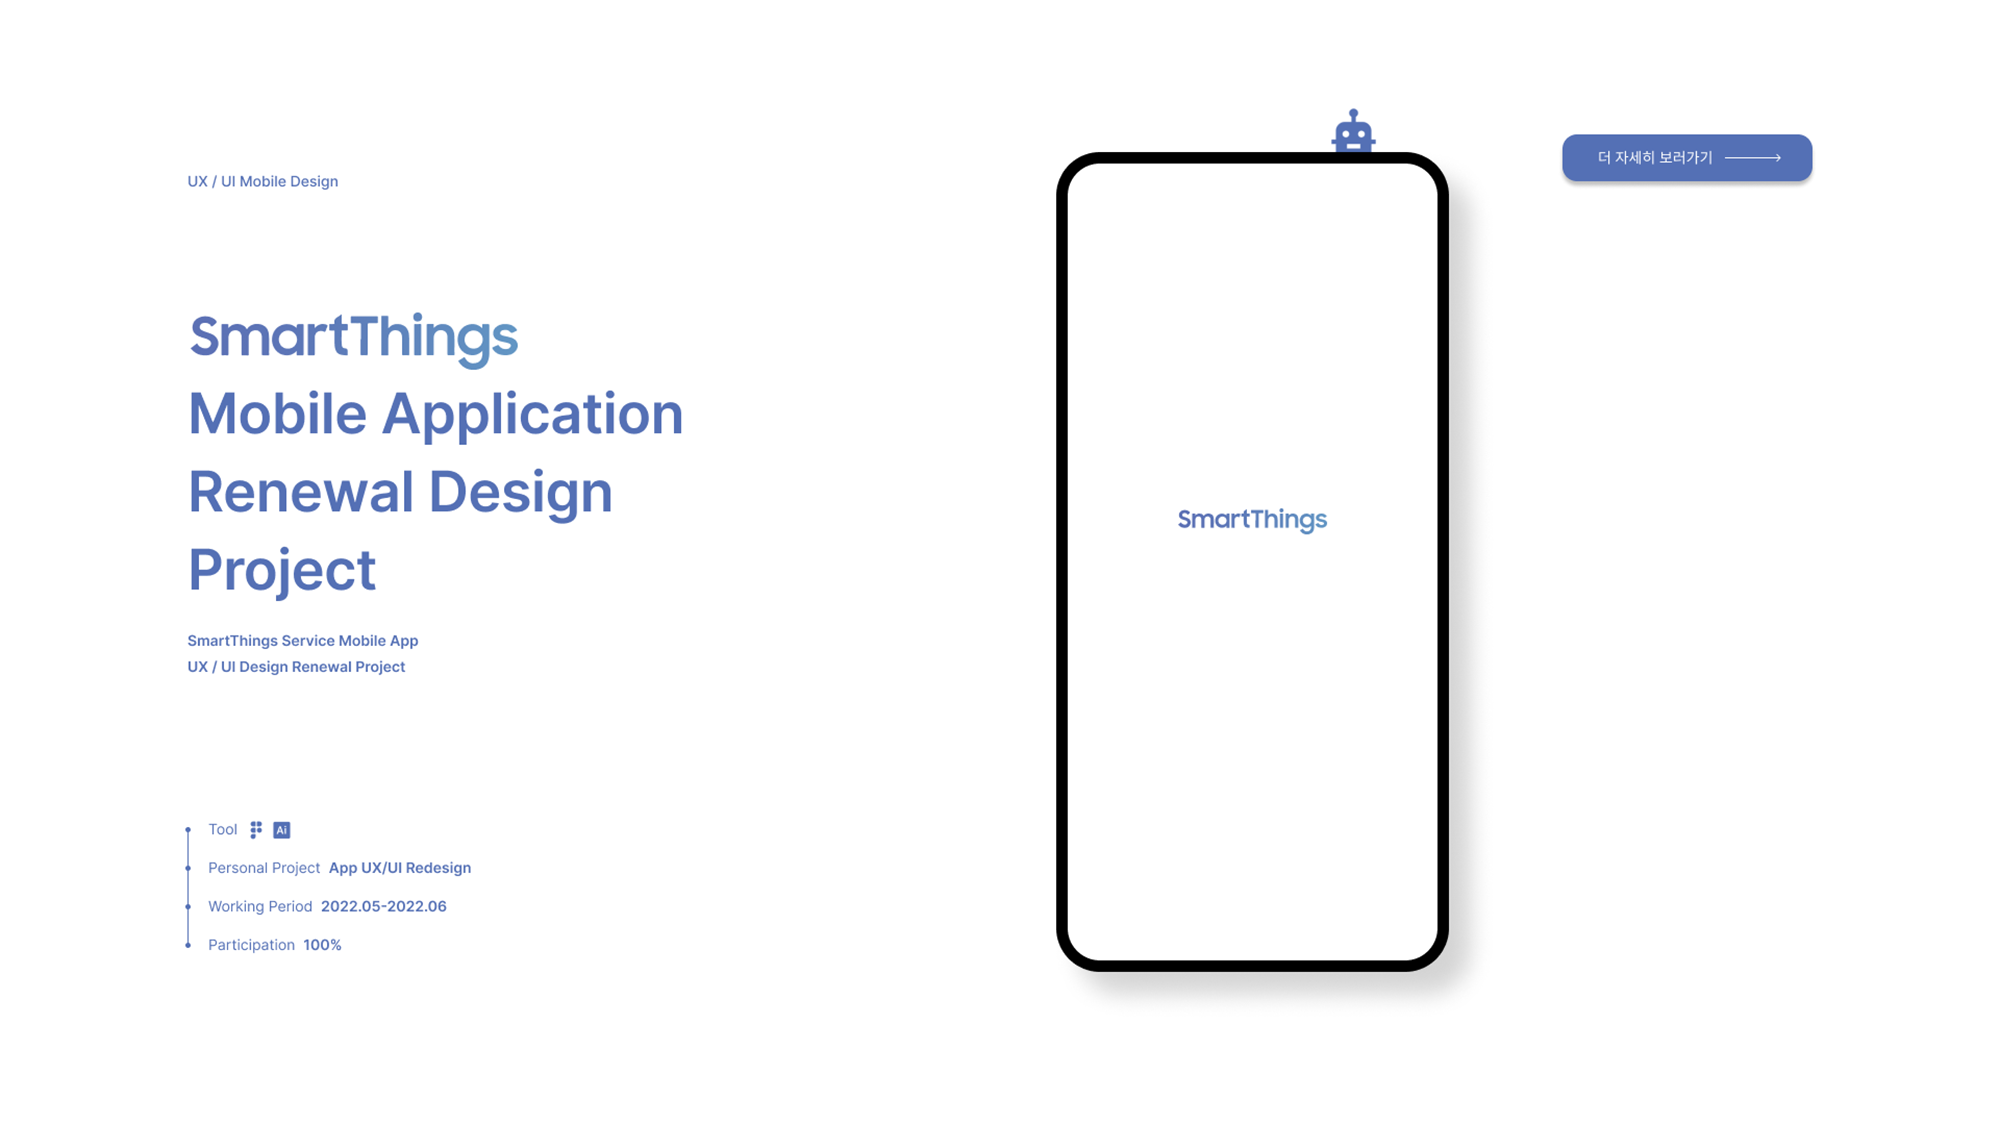 UX / UI Mobile Design
더 자세히 보러가기
SmartThings
Mobile Application
Renewal Design
Project
SmartThings Service Mobile App
UX / UI Design Renewal Project
SmartThings
Tool Ai
Personal Project App UX/UI Redesign
Working Period 2022.05-2022.06
Participation 100%